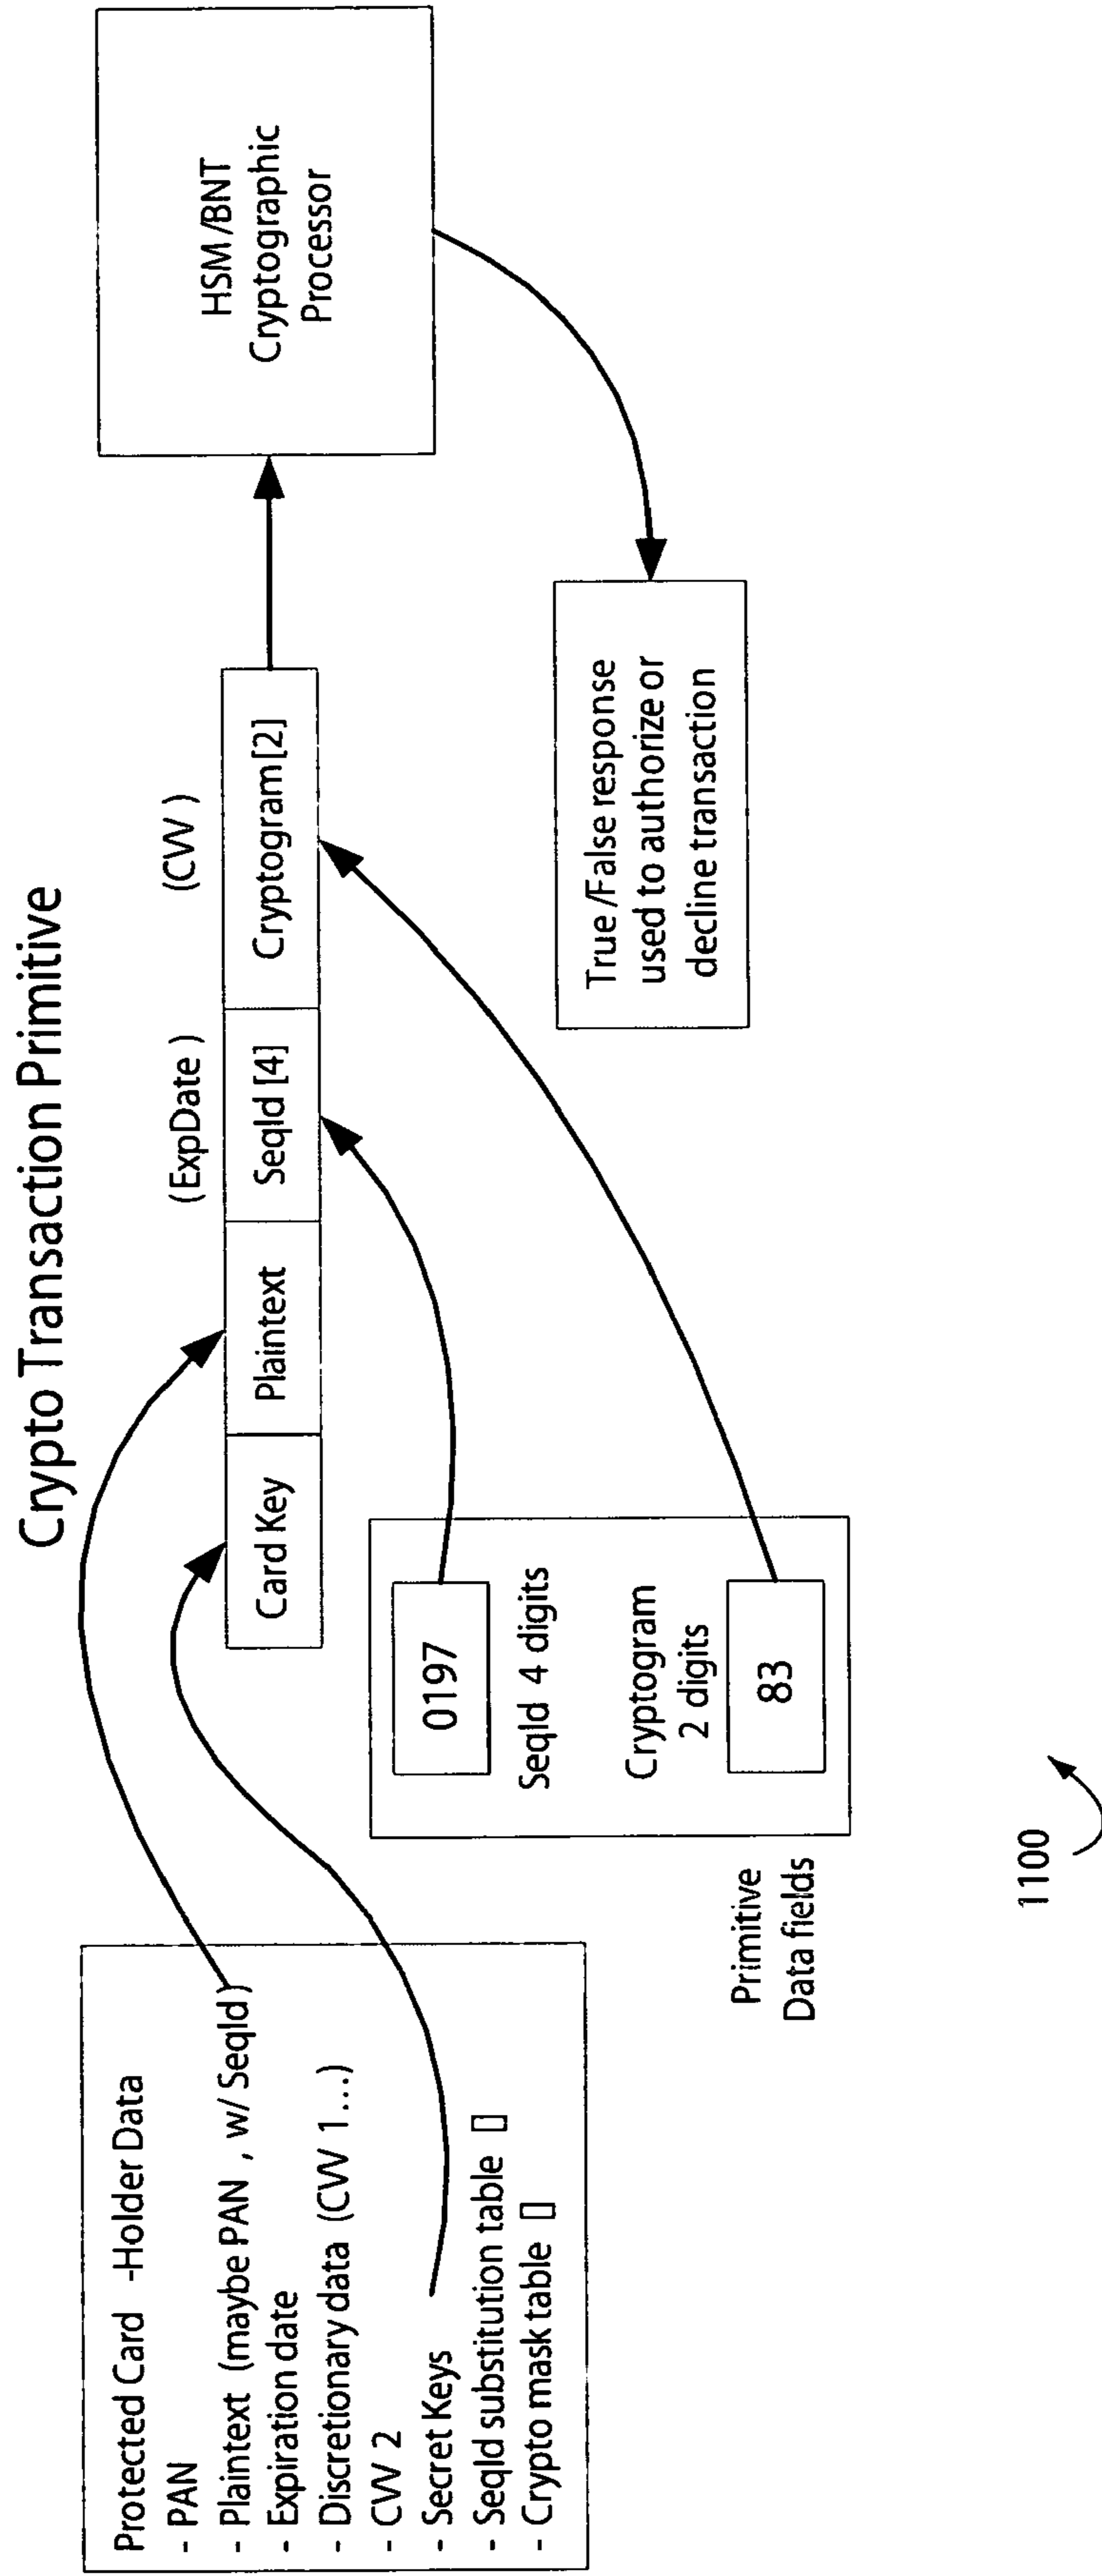 Crypto Transaction Primitive
Protected Card -Holder Data
- PAN
- Plaintext (maybe PAN , w/ SeqId)
- Expiration date
- Discretionary data (CVV 1...)
- CVV 2
- Secret Keys
- SeqId substitution table []
- Crypto mask table []
(ExpDate)
(CVV)
Card Key
Plaintext
SeqId [4]
Cryptogram[2]
HSM/BNT
Cryptographic
Processor
0197
SeqId 4 digits
Cryptogram
2 digits
83
Primitive
Data fields
True/False response
used to authorize or
decline transaction
1100